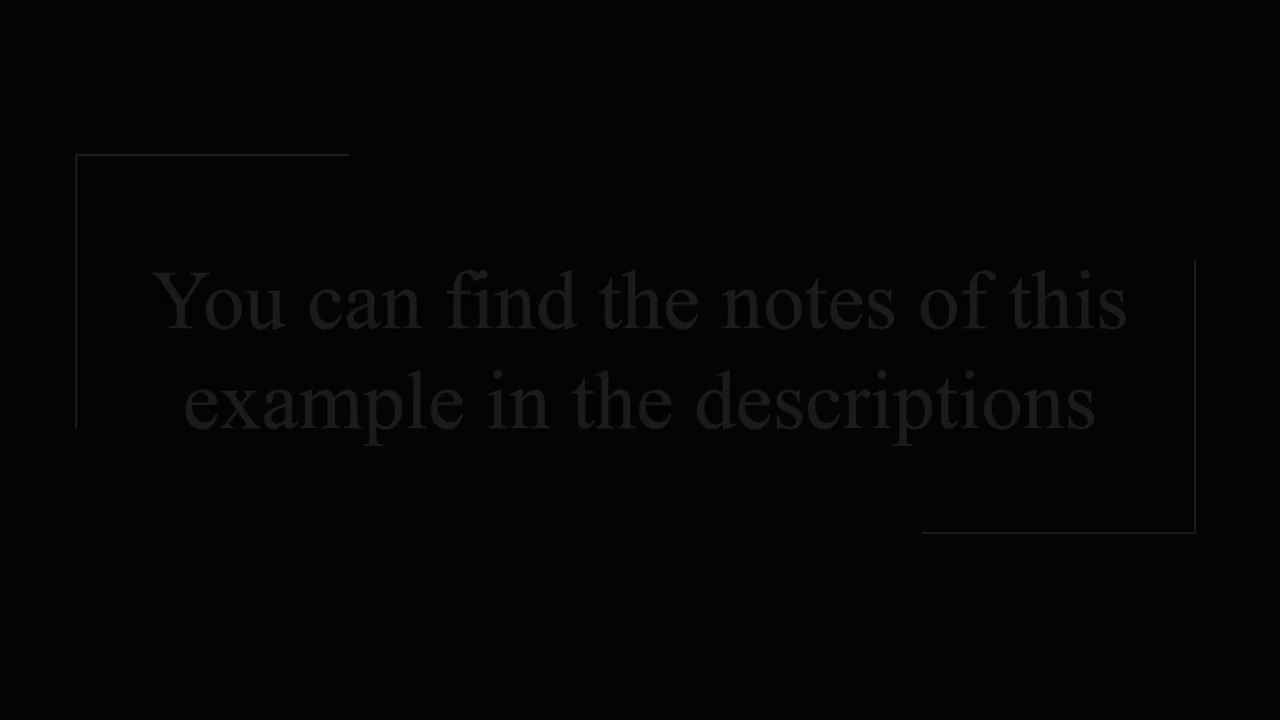 You can find the notes of this
example in the descriptions